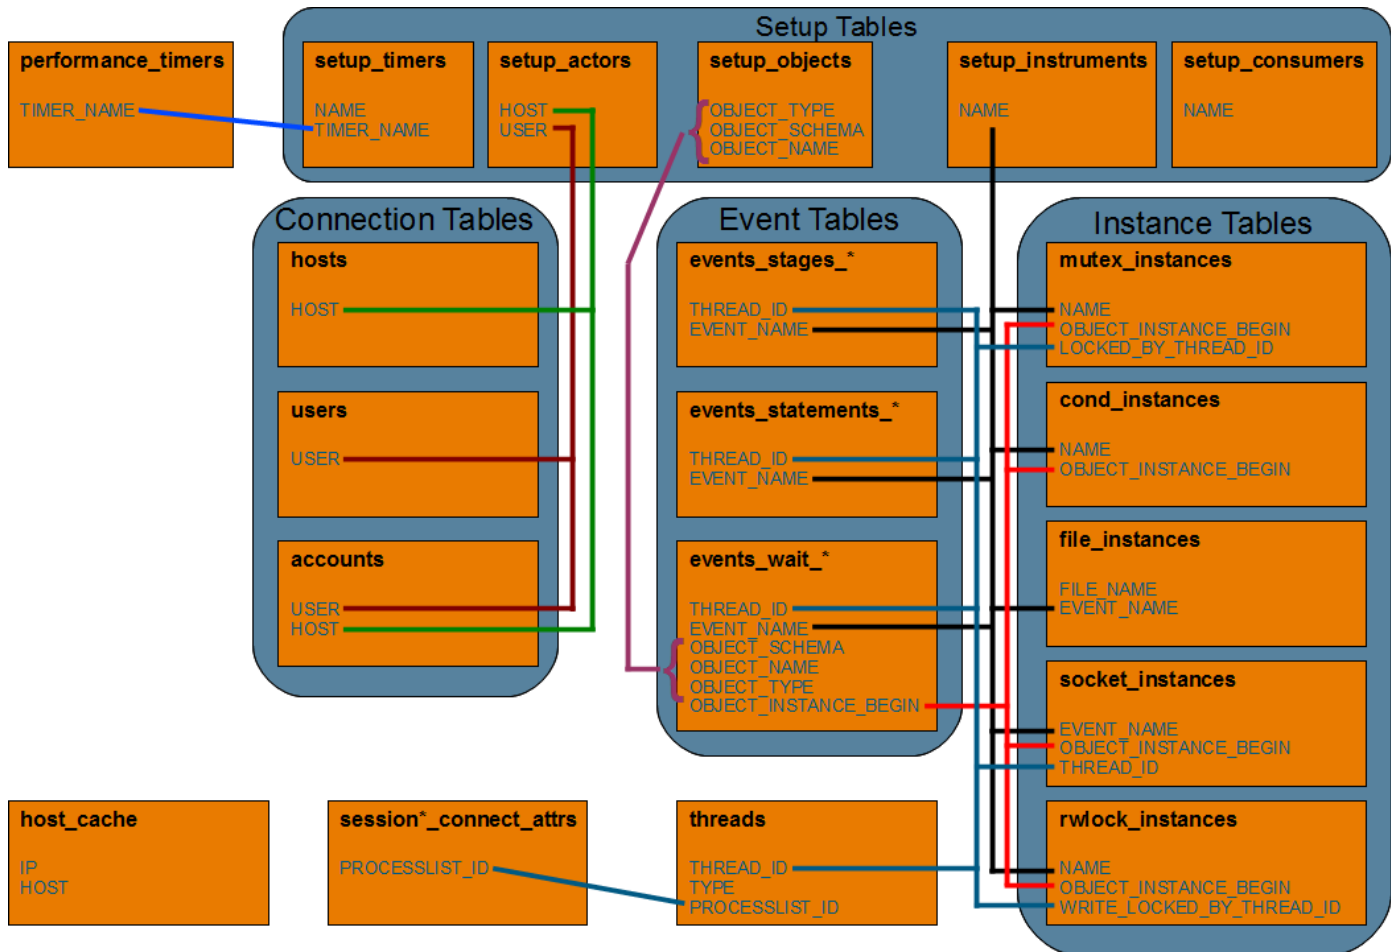 Setup Tables
performance_timers
TIMER_NAME
setup_timers
NAME
TIMER_NAME
setup_actors
HOST
USER
setup_objects
OBJECT_TYPE
OBJECT_SCHEMA
OBJECT_NAME
setup_instruments
NAME
setup_consumers
NAME
Connection Tables
hosts
HOST
users
USER
accounts
USER
HOST
Event Tables
events_stages_*
THREAD_ID
EVENT_NAME
events_statements_*
THREAD_ID
EVENT_NAME
events_wait_*
THREAD_ID
EVENT_NAME
OBJECT_SCHEMA
OBJECT_NAME
OBJECT_TYPE
OBJECT_INSTANCE_BEGIN
Instance Tables
mutex_instances
NAME
OBJECT_INSTANCE_BEGIN
LOCKED_BY_THREAD_ID
cond_instances
NAME
OBJECT_INSTANCE_BEGIN
file_instances
FILE_NAME
EVENT_NAME
socket_instances
EVENT_NAME
OBJECT_INSTANCE_BEGIN
THREAD_ID
rwlock_instances
NAME
OBJECT_INSTANCE_BEGIN
WRITE_LOCKED_BY_THREAD_ID
host_cache
IP
HOST
session*_connect_attrs
PROCESSLIST_ID
threads
THREAD_ID
TYPE
PROCESSLIST_ID